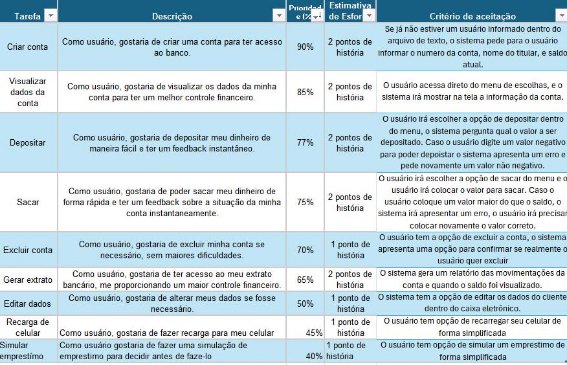 Tarefa
Descrição
Prioridad
e (%)
Estimativa
de Esfor
Critério de aceitação
Criar conta
Como usuário, gostaria de criar uma conta para ter acesso
ao banco.
90%
2 pontos de
história
Se já não estiver um usuário informado dentro do
arquivo de texto, o sistema pede para o usuário
informar o numero da conta, nome do titular, e saldo
atual.
Visualizar
dados da
conta
Como usuário, gostaria de visualizar os dados da minha
conta para ter um melhor controle financeiro.
85%
2 pontos de
história
O usuário acessa direto do menu de escolhas, e o
sistema irá mostrar na tela a informação da conta.
Depositar
Como usuário, gostaria de depositar meu dinheiro de
maneira fácil e ter um feedback instantâneo.
77%
2 pontos de
história
O usuário irá escolher a opção de depositar dentro
do menu, o sistema pergunta qual o valor a ser
depositado. Caso o usuário digite um valor negativo
para poder depoistar o sistema apresenta um erro e
pede novamente um valor não negativo.
Sacar
Como usuário, gostaria de poder sacar meu dinheiro de
forma rápida e ter um feedback sobre a situação da minha
conta instantaneamente.
75%
2 pontos de
história
O usuário irá escolher a opção de sacar do menu e o
usuário irá colocar o valor para sacar. Caso o
usuário coloque um valor maior do que o saldo, o
sistema irá apresentar um erro, o usuário irá precisar
colocar novamente o valor correto.
Excluir conta
Como usuário, gostaria de excluir minha conta se
necessário, sem maiores dificuldades.
70%
1 ponto de
história
O usuário tem a opção de excluir a conta, o sistema
apresenta uma opção para confirmar se realmente o
usuário quer excluir
Gerar extrato
Como usuário, gostaria de ter acesso ao meu extrato
bancário, me porporcionando um maior controle financeiro.
65%
2 pontos de
história
O sistema gera um relatório das movimentações da
conta e quando o saldo foi visualizado.
Editar dados
Como usuário, gostaria de alterar meus dados se fosse
necessário.
50%
1 ponto de
história
O sistema tem a opção de editar os dados do cliente
dentro do caixa eletrônico.
Recarga de
celular
Como usuário, gostaria de fazer recarga para meu celular
45%
1 ponto de
história
O usuário tem opção de recarregar seu celular de
forma simplificada
Simular
emprestímo
Como usuário gostaria de fazer uma simulação de
emprestimo para decidir antes de faze-lo
40%
1 ponto de
história
O usuário tem opção de simular um emprestimo de
forma simplificada